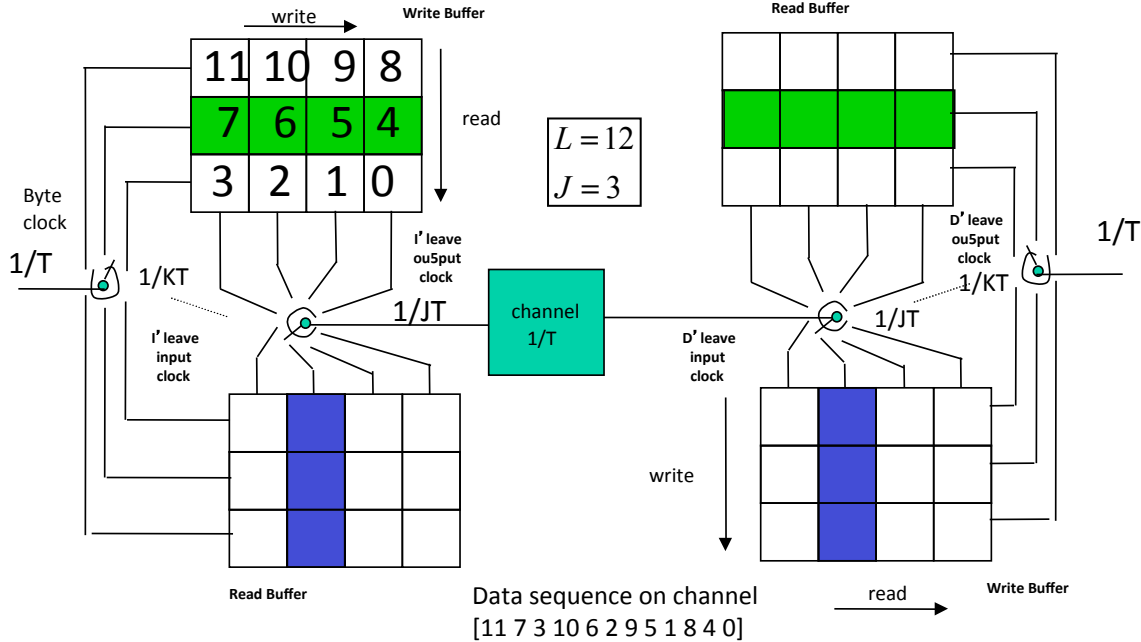 write
Write Buffer
11 10 9 8
7 6 5 4
3 2 1 0
read
L = 12
J = 3
Read Buffer
Byte
clock
1/T
1/KT
I’ leave
input
clock
I’ leave
ou5put
clock
1/JT
channel
1/T
D’ leave
ou5put
clock
1/KT
1/T
1/JT
D’ leave
input
clock
write
Read Buffer
Write Buffer
read
Data sequence on channel
[11 7 3 10 6 2 9 5 1 8 4 0]